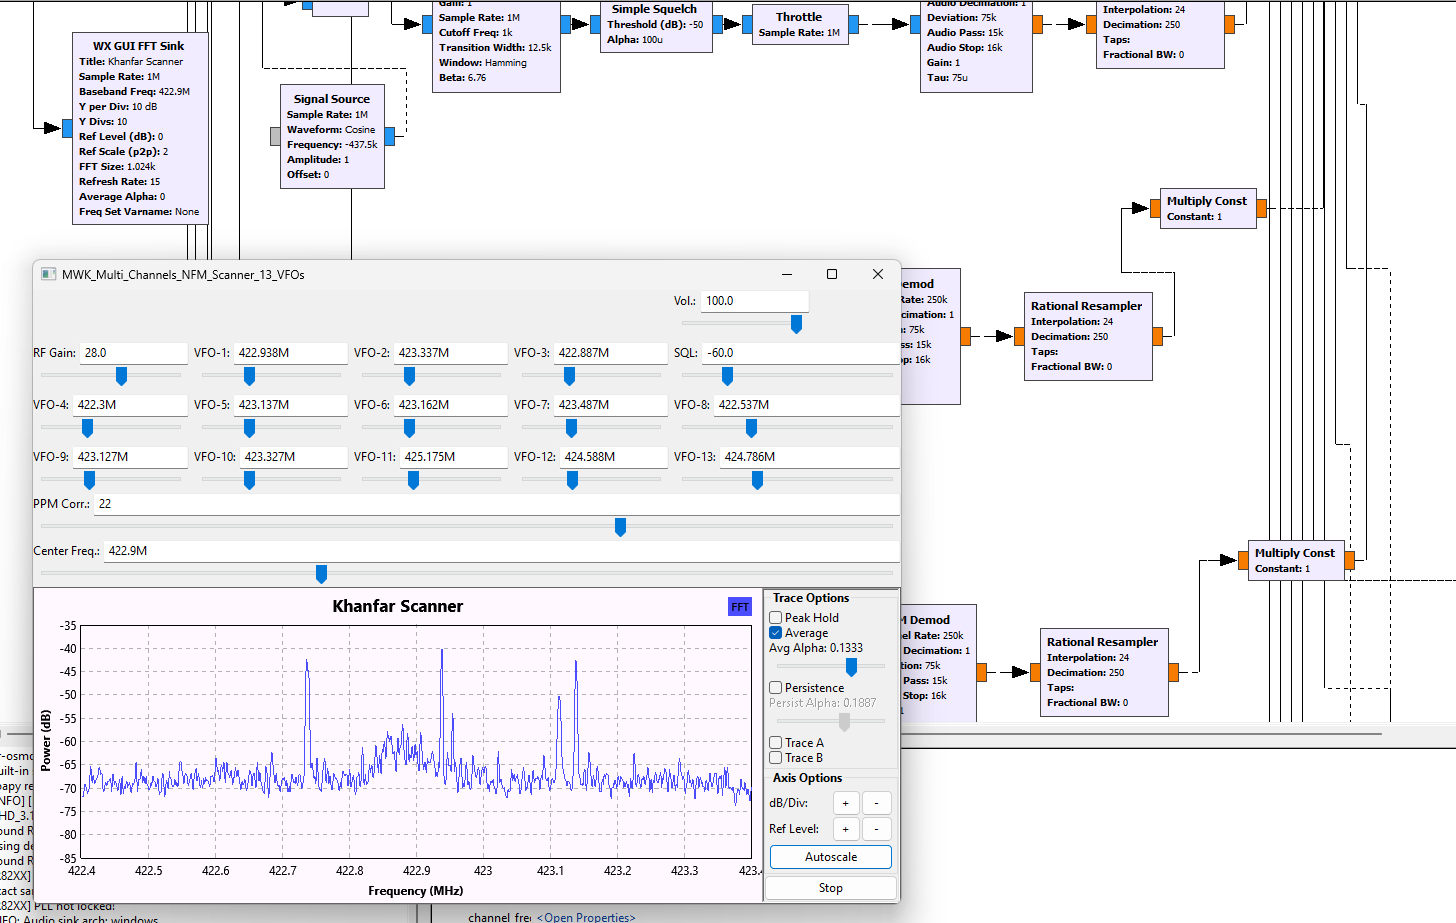 WX GUI FFT Sink
Title: Khanfar Scanner
Sample Rate: 1M
Baseband Freq: 422.9M
Y per Div: 10 dB
Y Divs: 10
Ref Level (dB): 0
Ref Scale (p2p): 2
FFT Size: 1.024k
Refresh Rate: 15
Average Alpha: 0
Freq Set Varname: None
Signal Source
Sample Rate: 1M
Waveform: Cosine
Frequency: -437.5k
Amplitude: 1
Offset: 0
Gain: 1
Sample Rate: 1M
Cutoff Freq: 1k
Transition Width: 12.5k
Window: Hamming
Beta: 6.76
Simple Squelch
Threshold (dB): -50
Alpha: 100u
Throttle
Sample Rate: 1M
Audio Decimation: 1
Deviation: 75k
Audio Pass: 15k
Audio Stop: 16k
Gain: 1
Tau: 75u
Interpolation: 24
Decimation: 250
Taps:
Fractional BW: 0
Multiply Const
Constant: 1
emod
Rate: 250k
cimation: 1
: 75k
ss: 15k
op: 16k
Rational Resampler
Interpolation: 24
Decimation: 250
Taps:
Fractional BW: 0
Multiply Const
Constant: 1
M Demod
el Rate: 250k
Decimation: 1
tion: 75k
Pass: 15k
Stop: 16k
1
Rational Resampler
Interpolation: 24
Decimation: 250
Taps:
Fractional BW: 0
MWK_Multi_Channels_NFM_Scanner_13_VFOs
Vol.: 100.0
RF Gain: 28.0 VFO-1: 422.938M VFO-2: 423.337M VFO-3: 422.887M SQL: -60.0
VFO-4: 422.3M VFO-5: 423.137M VFO-6: 423.162M VFO-7: 423.487M VFO-8: 422.537M
VFO-9: 423.127M VFO-10: 423.327M VFO-11: 425.175M VFO-12: 424.588M VFO-13: 424.786M
PPM Corr.: 22
Center Freq.: 422.9M
Khanfar Scanner
FFT
Power (dB)
-35
-40
-45
-50
-55
-60
-65
-70
-75
-80
-85
422.4 422.5 422.6 422.7 422.8 422.9 423 423.1 423.2 423.3 423.4
Frequency (MHz)
Trace Options
Peak Hold
Average
Avg Alpha: 0.1333
Persistence
Persist Alpha: 0.1887
Trace A
Trace B
Axis Options
dB/Div: + -
Ref Level: + -
Autoscale
Stop
r-osmo
uilt-in s
oapy re
NFO] [
HD_3.1
ound R
sing de
ound R
82XX]
act sar
82XX] PLL not locked!
NFO: Audio sink arch: windows
channel_fre <Open Properties>